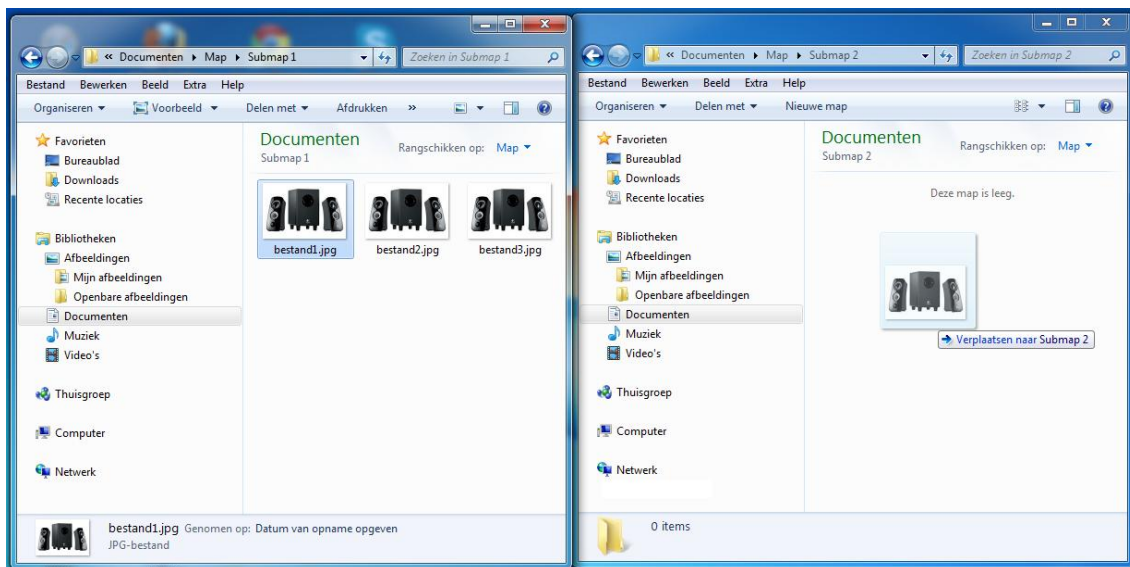 « Documenten ▸ Map ▸ Submap 1
Zoeken in Submap 1
Bestand Bewerken Beeld Extra Help
Organiseren Voorbeeld Delen met Afdrukken »
Favorieten
Bureaublad
Downloads
Recente locaties
Bibliotheken
Afbeeldingen
Mijn afbeeldingen
Openbare afbeeldingen
Documenten
Muziek
Video's
Thuisgroep
Computer
Netwerk
Documenten
Submap 1
Rangschikken op: Map
bestand1.jpg bestand2.jpg bestand3.jpg
bestand1.jpg Genomen op: Datum van opname opgeven
JPG-bestand
« Documenten ▸ Map ▸ Submap 2
Zoeken in Submap 2
Bestand Bewerken Beeld Extra Help
Organiseren Delen met Nieuwe map
Favorieten
Bureaublad
Downloads
Recente locaties
Bibliotheken
Afbeeldingen
Mijn afbeeldingen
Openbare afbeeldingen
Documenten
Muziek
Video's
Thuisgroep
Computer
Netwerk
Documenten
Submap 2
Rangschikken op: Map
Deze map is leeg.
Verplaatsen naar Submap 2
0 items